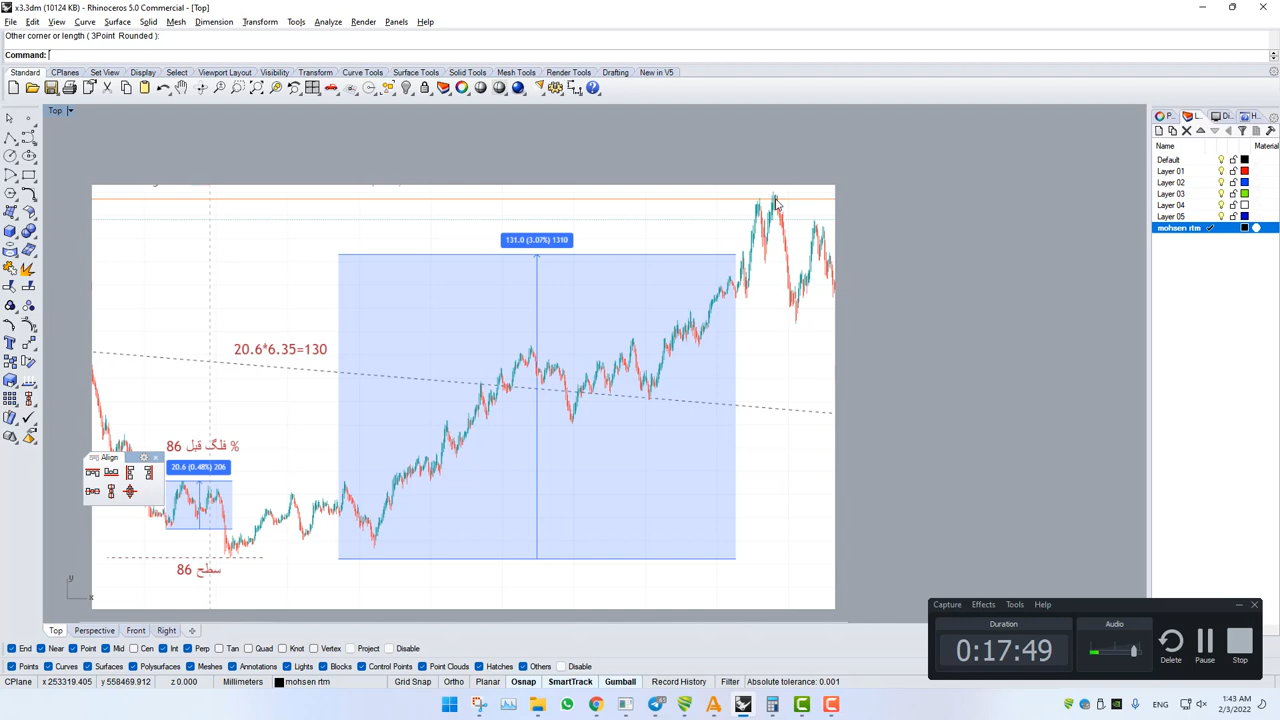 x3.3dm (10124 KB) - Rhinoceros 5.0 Commercial - [Top]
File Edit View Curve Surface Solid Mesh Dimension Transform Tools Analyze Render Panels Help
Other corner or length ( 3Point Rounded ):
Command:
Standard CPlanes Set View Display Select Viewport Layout Visibility Transform Curve Tools Surface Tools Solid Tools Mesh Tools Render Tools Drafting New in V5
Top
P... L... Di... H...
Name Material
Default
Layer 01
Layer 02
Layer 03
Layer 04
Layer 05
mohsen rtm
131.0 (3.07%) 1310
20.6*6.35=130
% فلگ قبل 86
Align
20.6 (0.48%) 206
سطح 86
y
x
Capture Effects Tools Help
Duration
Audio
0:17:49
Delete Pause Stop
Top Perspective Front Right
End Near Point Mid Cen Int Perp Tan Quad Knot Vertex Project Disable
Points Curves Surfaces Polysurfaces Meshes Annotations Lights Blocks Control Points Point Clouds Hatches Others Disable
CPlane x 253319.405 y 558469.912 z 0.000 Millimeters mohsen rtm Grid Snap Ortho Planar Osnap SmartTrack Gumball Record History Filter Absolute tolerance: 0.001
ENG
1:43 AM
2/3/2022